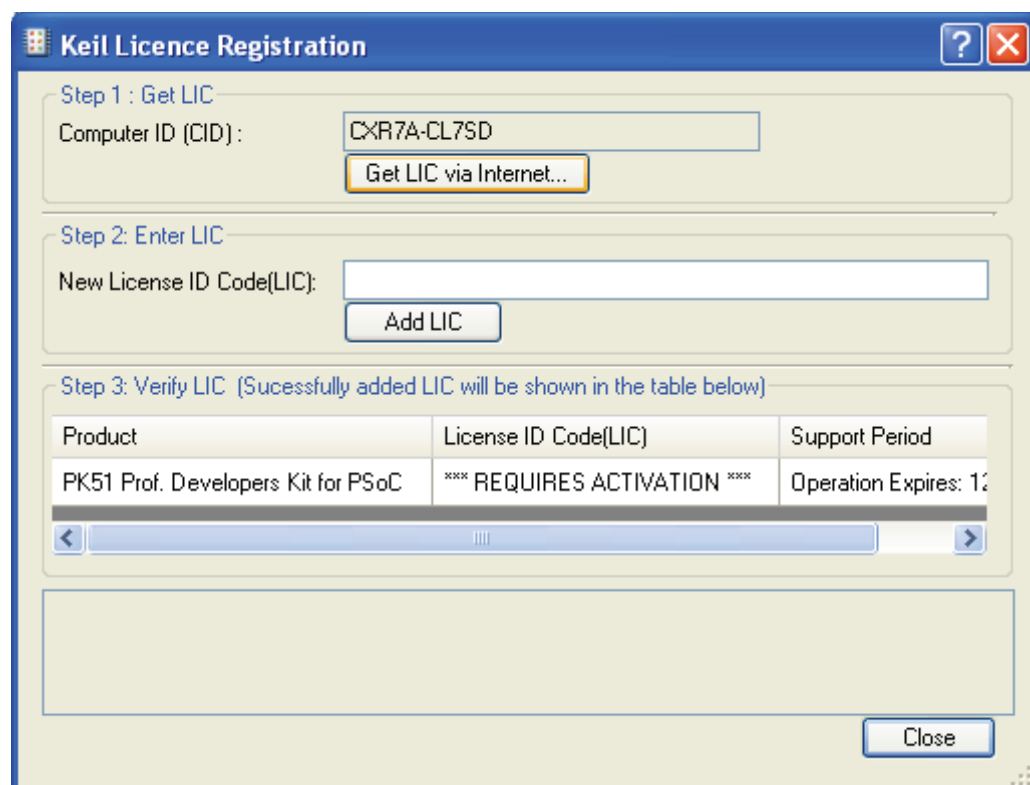 Keil Licence Registration
Step 1 : Get LIC
Computer ID (CID) : CXR7A-CL7SD
Get LIC via Internet...
Step 2: Enter LIC
New License ID Code(LIC):
Add LIC
Step 3: Verify LIC (Sucessfully added LIC will be shown in the table below)
Product License ID Code(LIC) Support Period
PK51 Prof. Developers Kit for PSoC *** REQUIRES ACTIVATION *** Operation Expires: 12
Close